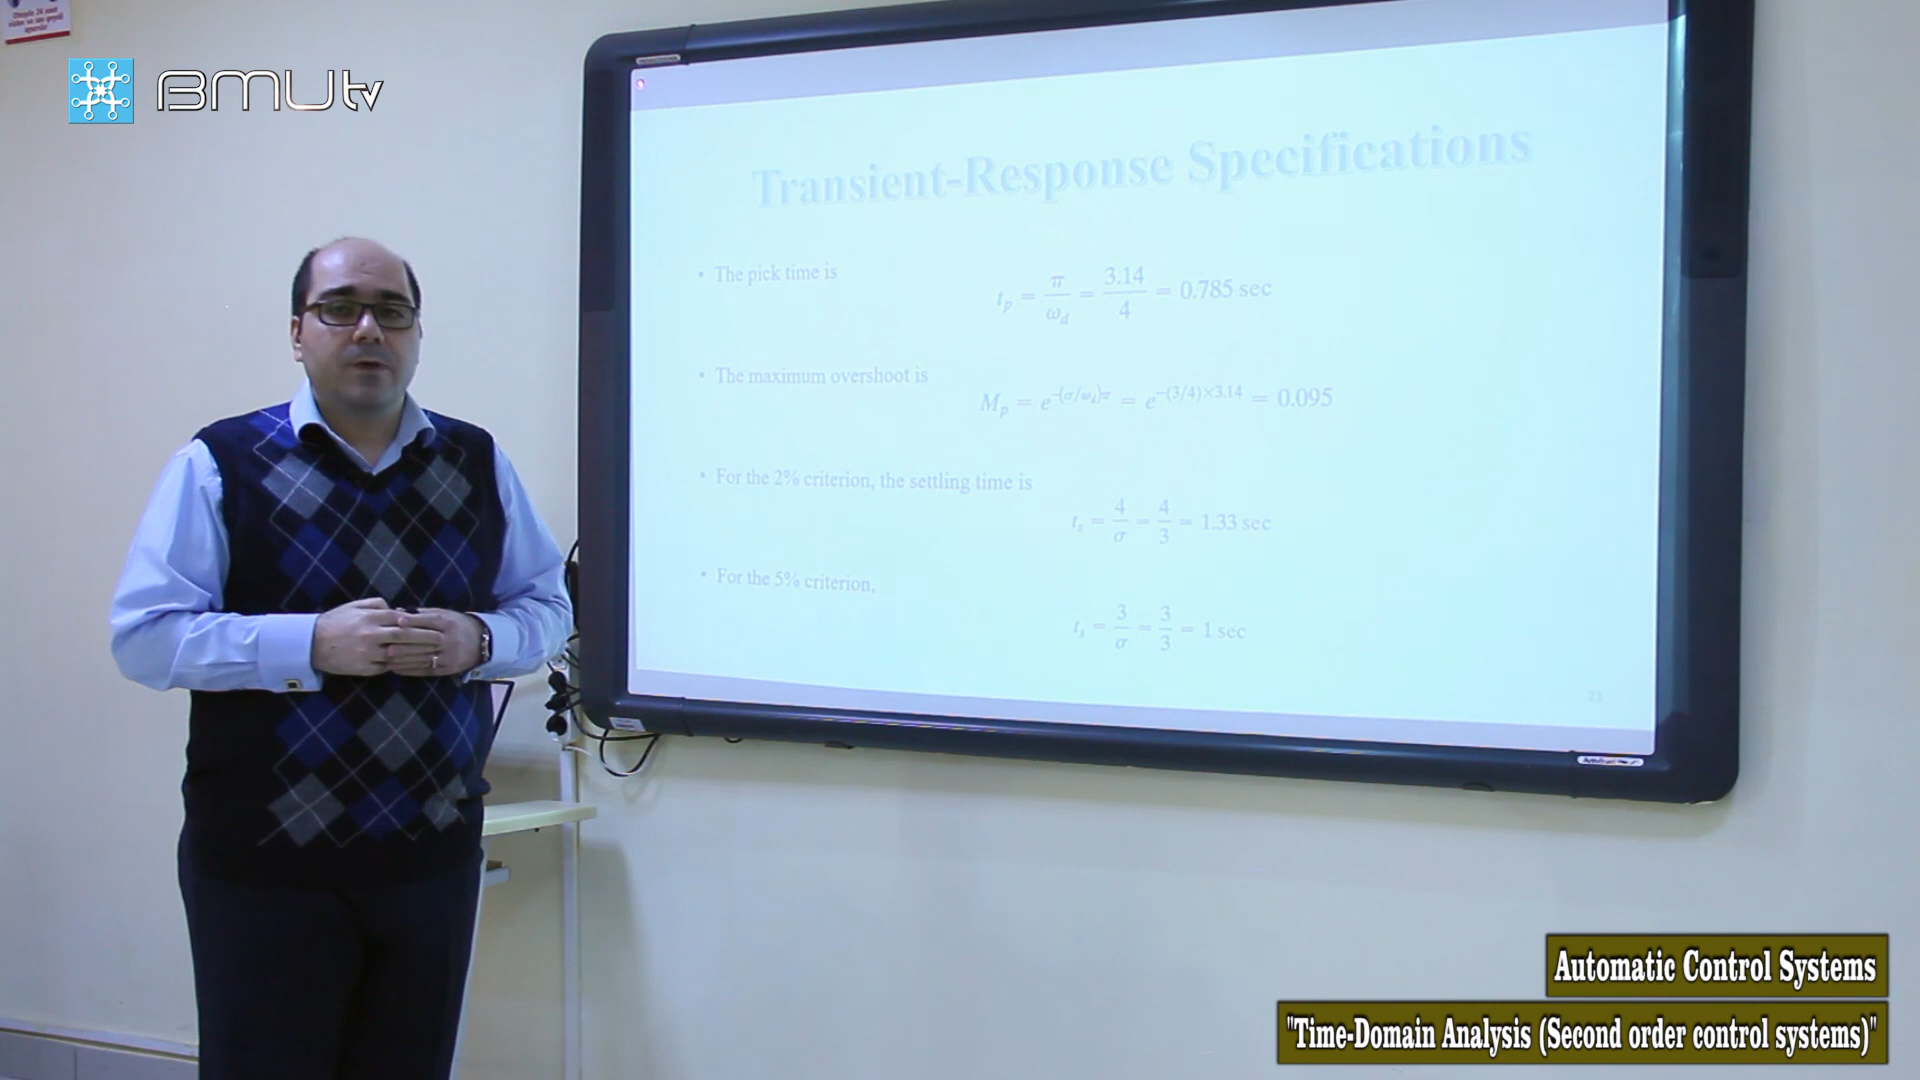 BMUtv
Transient-Response Specifications
• The pick time is
t_p = π/ω_d = 3.14/4 = 0.785 sec
• The maximum overshoot is
M_p = e^{-(σ/ω_d)π} = e^{-(3/4)×3.14} = 0.095
• For the 2% criterion, the settling time is
t_s = 4/σ = 4/3 = 1.33 sec
• For the 5% criterion,
t_s = 3/σ = 3/3 = 1 sec
21
Automatic Control Systems
"Time-Domain Analysis (Second order control systems)"